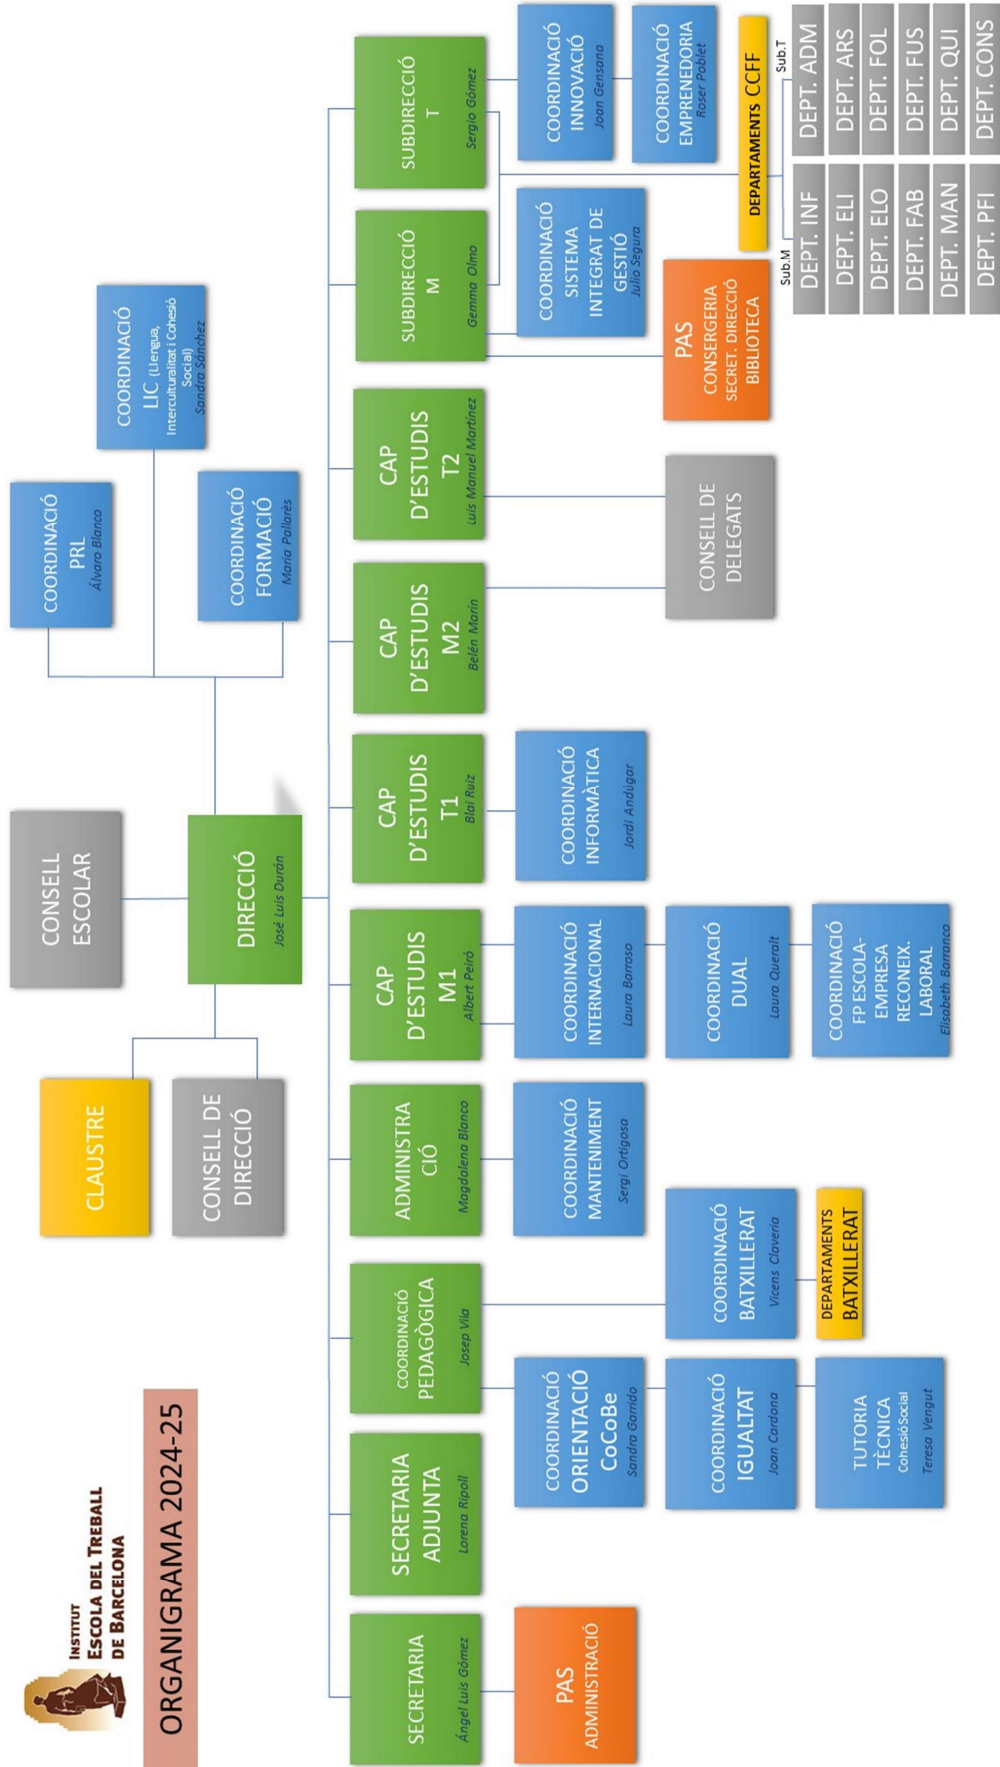 INSTITUT
ESCOLA DEL TREBALL
DE BARCELONA
ORGANIGRAMA 2024-25
CLAUSTRE
CONSELL DE
DIRECCIÓ
CONSELL
ESCOLAR
DIRECCIÓ
José Luis Durán
COORDINACIÓ
PRL
Álvaro Blanco
COORDINACIÓ
LIC (Llengua,
Interculturalitat i Cohesió
Social)
Sandra Sánchez
COORDINACIÓ
FORMACIÓ
Maria Pallarès
SECRETARIA
Ángel Luis Gómez
SECRETARIA
ADJUNTA
Lorena Ripoll
COORDINACIÓ
PEDAGÒGICA
Josep Vila
ADMINISTRA
CIÓ
Magdalena Blanco
CAP
D'ESTUDIS
M1
Albert Peiró
CAP
D'ESTUDIS
T1
Blai Ruiz
CAP
D'ESTUDIS
M2
Belén Marín
CAP
D'ESTUDIS
T2
Luis Manuel Martínez
SUBDIRECCIÓ
M
Gemma Olmo
SUBDIRECCIÓ
T
Sergio Gómez
PAS
ADMINISTRACIÓ
COORDINACIÓ
ORIENTACIÓ
CoCoBe
Sandra Garrido
COORDINACIÓ
IGUALTAT
Joan Cardona
TUTORIA
TÈCNICA
CohesióSocial
Teresa Vengut
COORDINACIÓ
BATXILLERAT
Vicens Claveria
DEPARTAMENTS
BATXILLERAT
COORDINACIÓ
MANTENIMENT
Sergi Ortigosa
COORDINACIÓ
INTERNACIONAL
Laura Barroso
COORDINACIÓ
DUAL
Laura Queralt
COORDINACIÓ
FP ESCOLA-
EMPRESA
RECONEIX.
LABORAL
Elisabeth Barranco
COORDINACIÓ
INFORMÀTICA
Jordi Andúgar
CONSELL DE
DELEGATS
PAS
CONSERGERIA
SECRET. DIRECCIÓ
BIBLIOTECA
COORDINACIÓ
SISTEMA
INTEGRAT DE
GESTIÓ
Julio Segura
COORDINACIÓ
INNOVACIÓ
Joan Gensana
COORDINACIÓ
EMPRENEDORIA
Roser Poblet
DEPARTAMENTS CCFF
Sub.M
Sub.T
DEPT. INF
DEPT. ADM
DEPT. ELI
DEPT. ARS
DEPT. ELO
DEPT. FOL
DEPT. FAB
DEPT. FUS
DEPT. MAN
DEPT. QUI
DEPT. PFI
DEPT. CONS